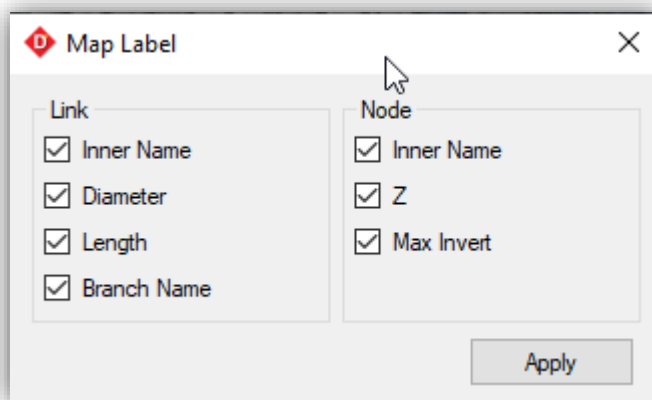 D Map Label
Link
Inner Name
Diameter
Length
Branch Name
Node
Inner Name
Z
Max Invert
Apply